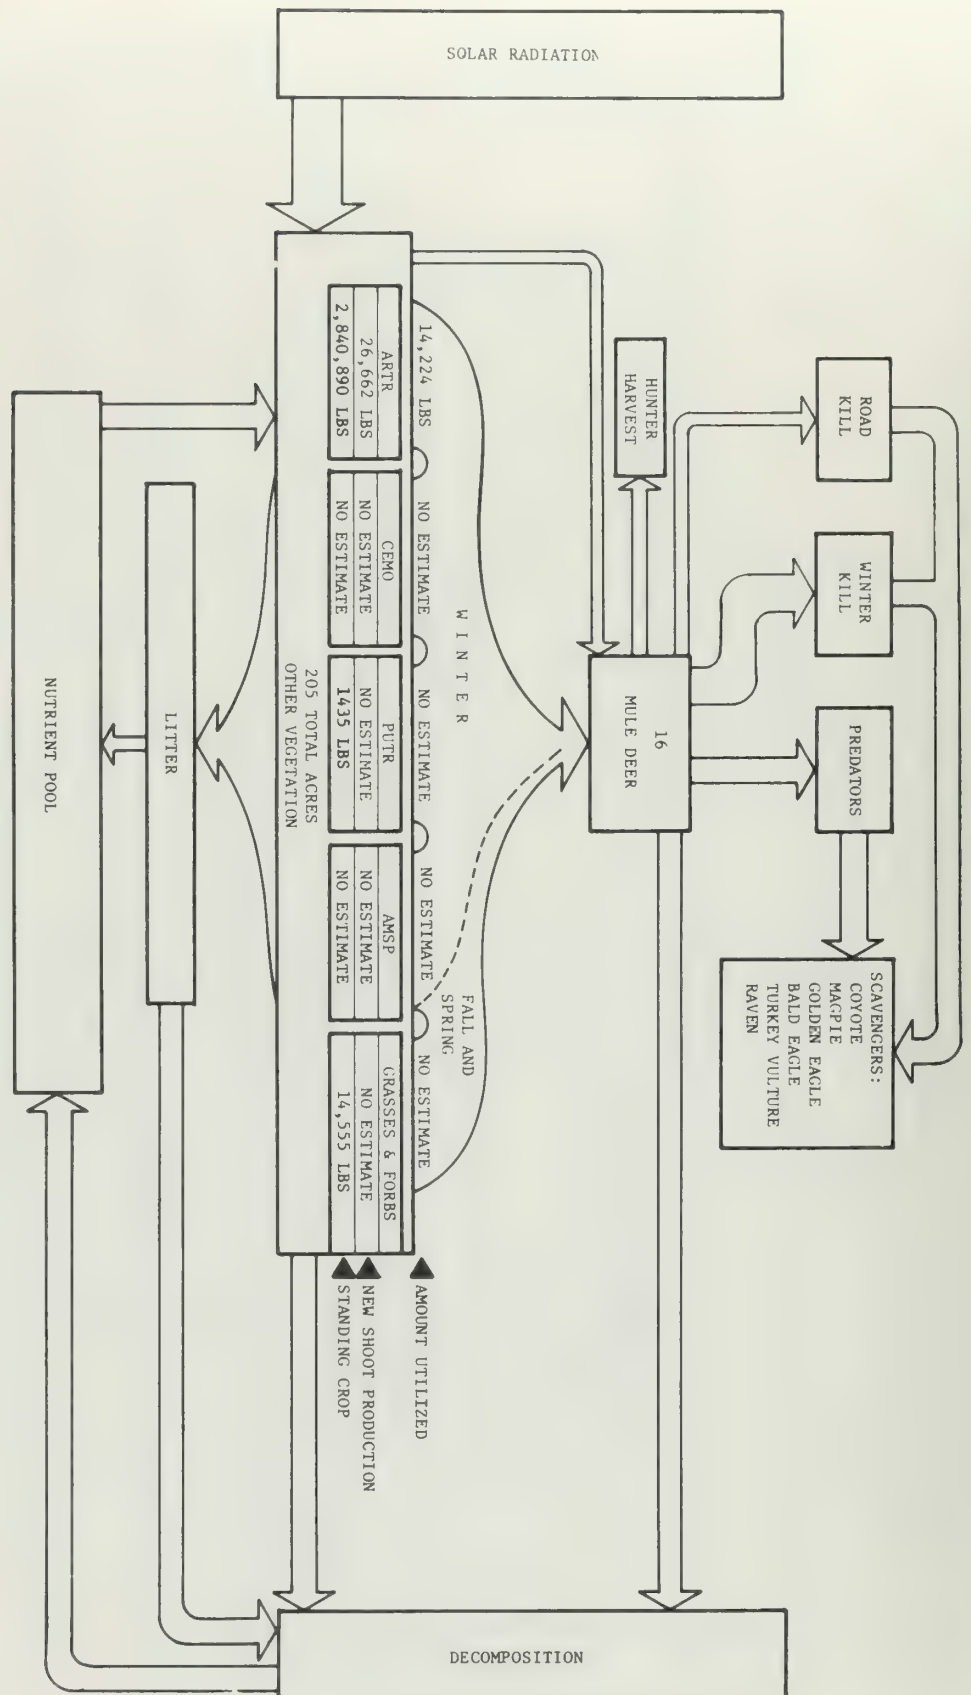 SOLAR RADIATION
ROAD
KILL
WINTER
KILL
PREDATORS
SCAVENGERS:
COYOTE
MAGPIE
GOLDEN EAGLE
BALD EAGLE
TURKEY VULTURE
RAVEN
HUNTER
HARVEST
16
MULE DEER
WINTER
FALL AND
SPRING
14,224 LBS
NO ESTIMATE
NO ESTIMATE
NO ESTIMATE
NO ESTIMATE
AMOUNT UTILIZED
ARTR
26,662 LBS
2,840,890 LBS
CEMO
NO ESTIMATE
NO ESTIMATE
PUTR
NO ESTIMATE
1435 LBS
AMSP
NO ESTIMATE
NO ESTIMATE
GRASSES & FORBS
NO ESTIMATE
14,555 LBS
NEW SHOOT PRODUCTION
STANDING CROP
205 TOTAL ACRES
OTHER VEGETATION
LITTER
NUTRIENT POOL
DECOMPOSITION